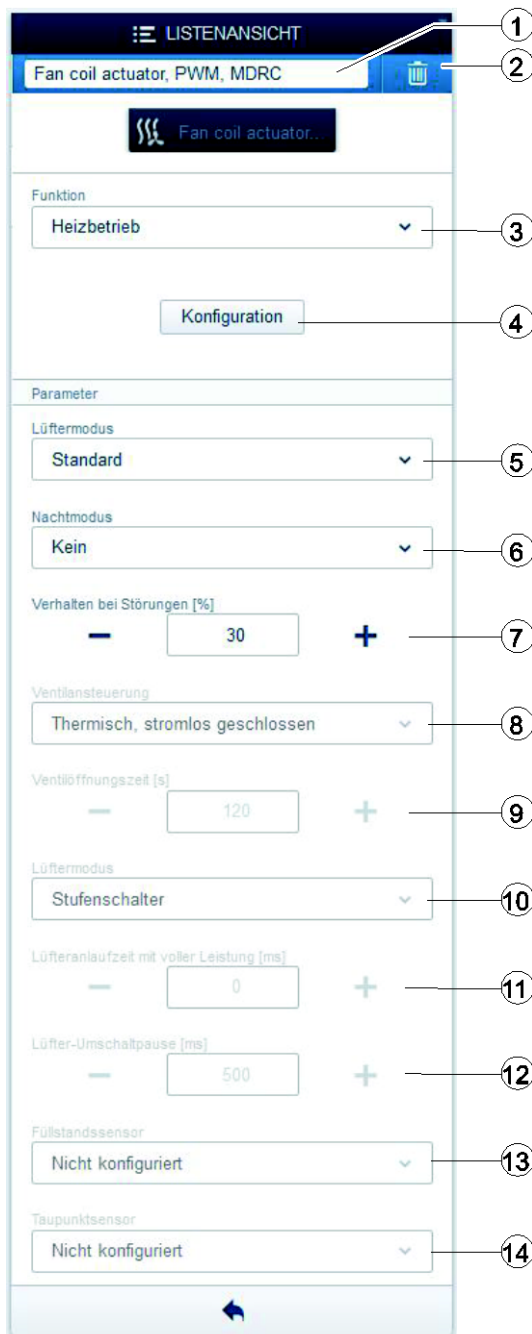 LISTENANSICHT
1
Fan coil actuator, PWM, MDRC
2
Fan coil actuator...
Funktion
Heizbetrieb
3
Konfiguration
4
Parameter
Lüftermodus
Standard
5
Nachtmodus
Kein
6
Verhalten bei Störungen [%]
30
7
Ventilansteuerung
Thermisch, stromlos geschlossen
8
Ventilöffnungszeit [s]
120
9
Lüftermodus
Stufenschalter
10
Lüfteranlaufzeit mit voller Leistung [ms]
0
11
Lüfter-Umschaltpause [ms]
500
12
Füllstandssensor
Nicht konfiguriert
13
Taupunktsensor
Nicht konfiguriert
14